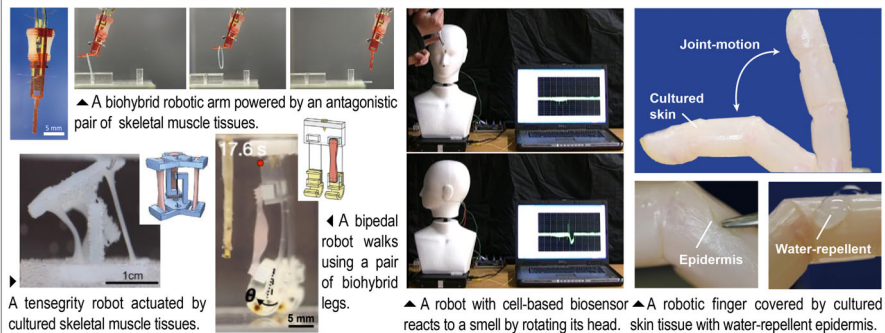 5 mm
▲ A biohybrid robotic arm powered by an antagonistic
pair of skeletal muscle tissues.
1cm
▶
A tensegrity robot actuated by
cultured skeletal muscle tissues.
17.6 s
θ
5 mm
◀ A bipedal
robot walks
using a pair
of biohybrid
legs.
▲ A robot with cell-based biosensor
reacts to a smell by rotating its head.
Joint-motion
Cultured
skin
Epidermis
Water-repellent
▲ A robotic finger covered by cultured
skin tissue with water-repellent epidermis.